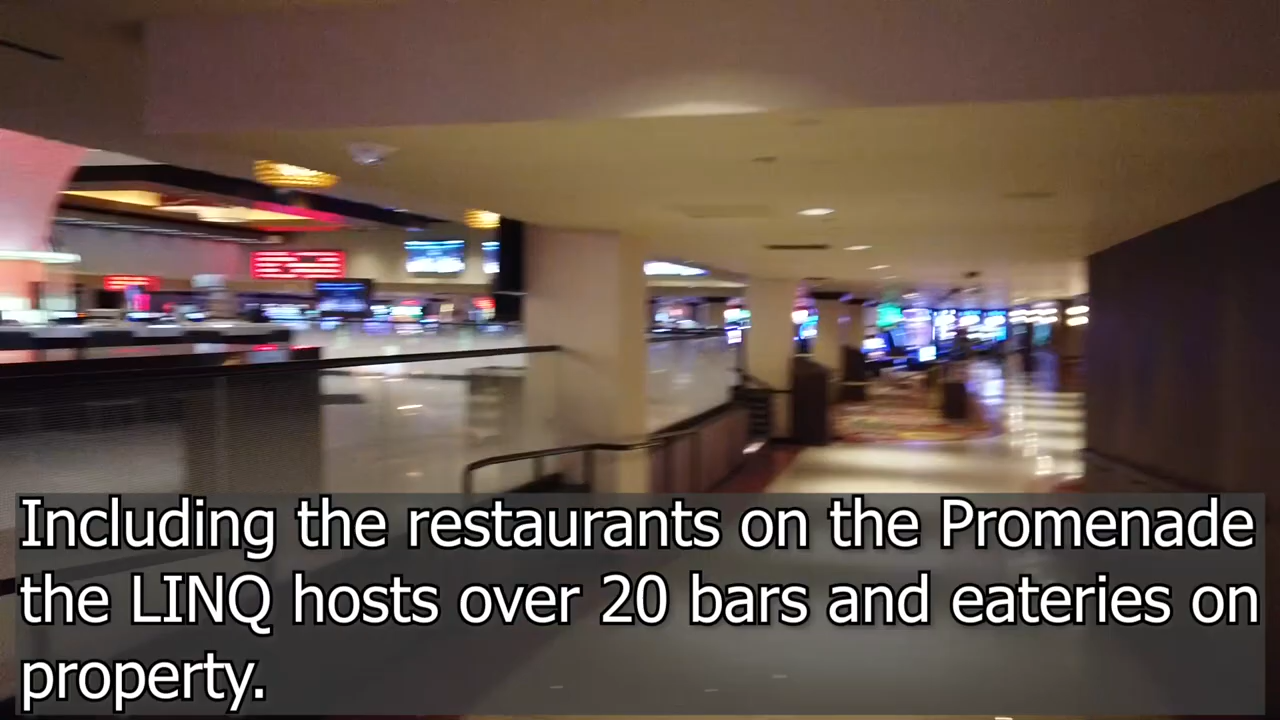 Including the restaurants on the Promenade
the LINQ hosts over 20 bars and eateries on
property.